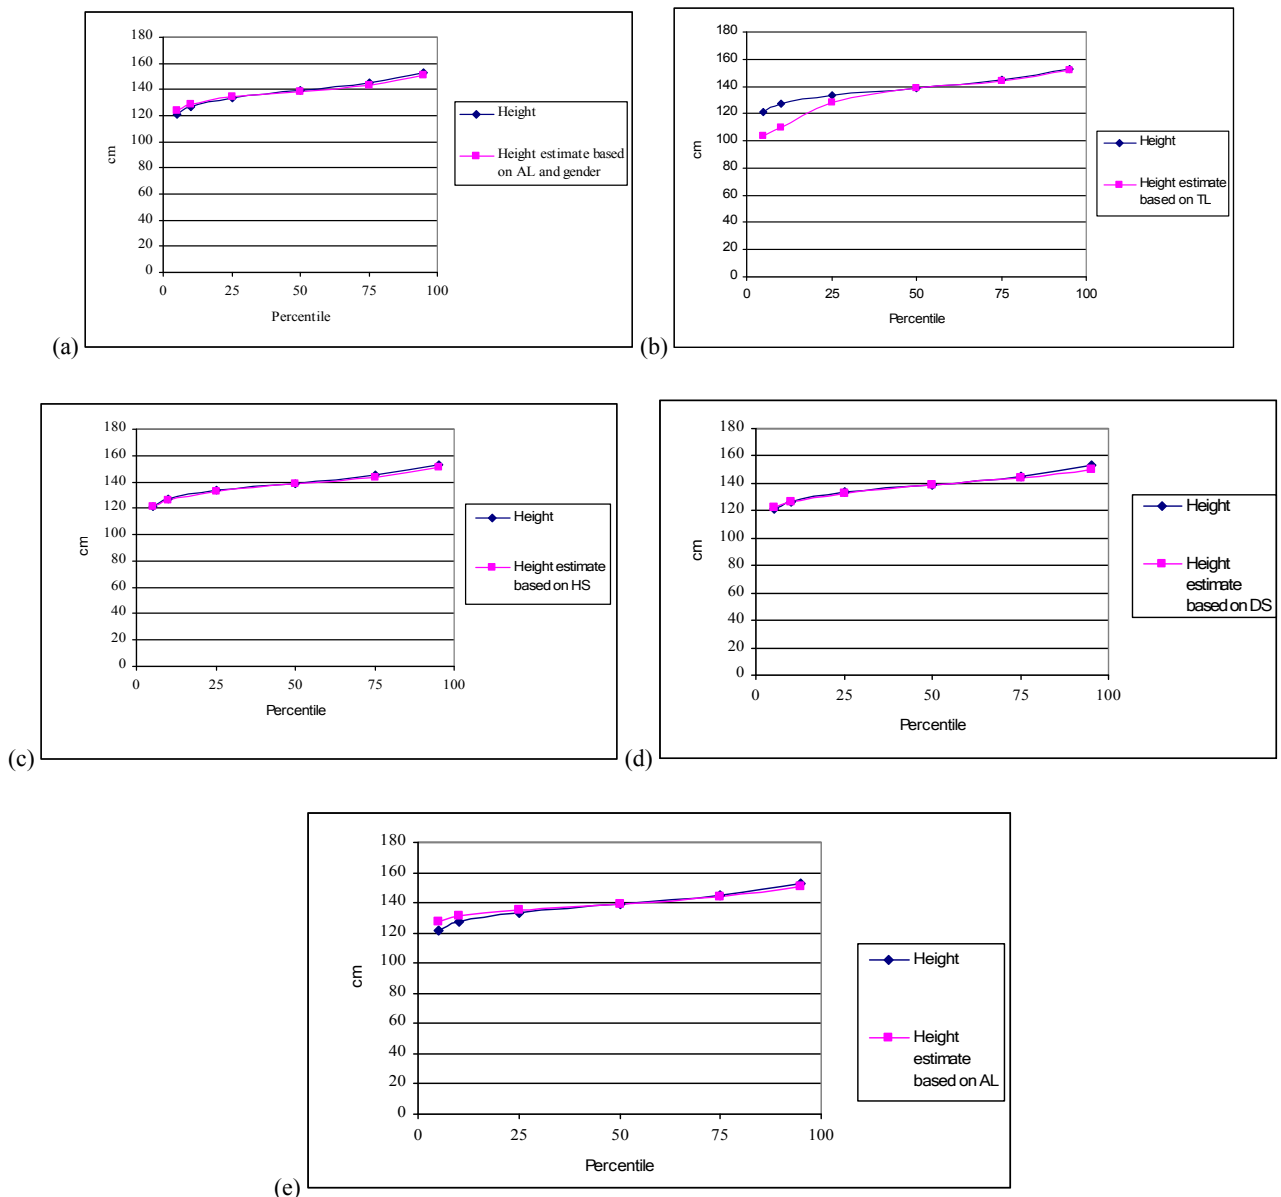 180
160
140
120
100
80
60
40
20
0
cm
0 25 50 75 100
Percentile
Height
Height estimate based
on AL and gender
(a)
180
160
140
120
100
80
60
40
20
0
cm
0 25 50 75 100
Percentile
Height
Height estimate
based on TL
(b)
180
160
140
120
100
80
60
40
20
0
cm
0 25 50 75 100
Percentile
Height
Height estimate
based on HS
(c)
180
160
140
120
100
80
60
40
20
0
cm
0 25 50 75 100
Percentile
Height
Height
estimate
based on DS
(d)
180
160
140
120
100
80
60
40
20
0
cm
0 25 50 75 100
Percentile
Height
Height
estimate
based on AL
(e)